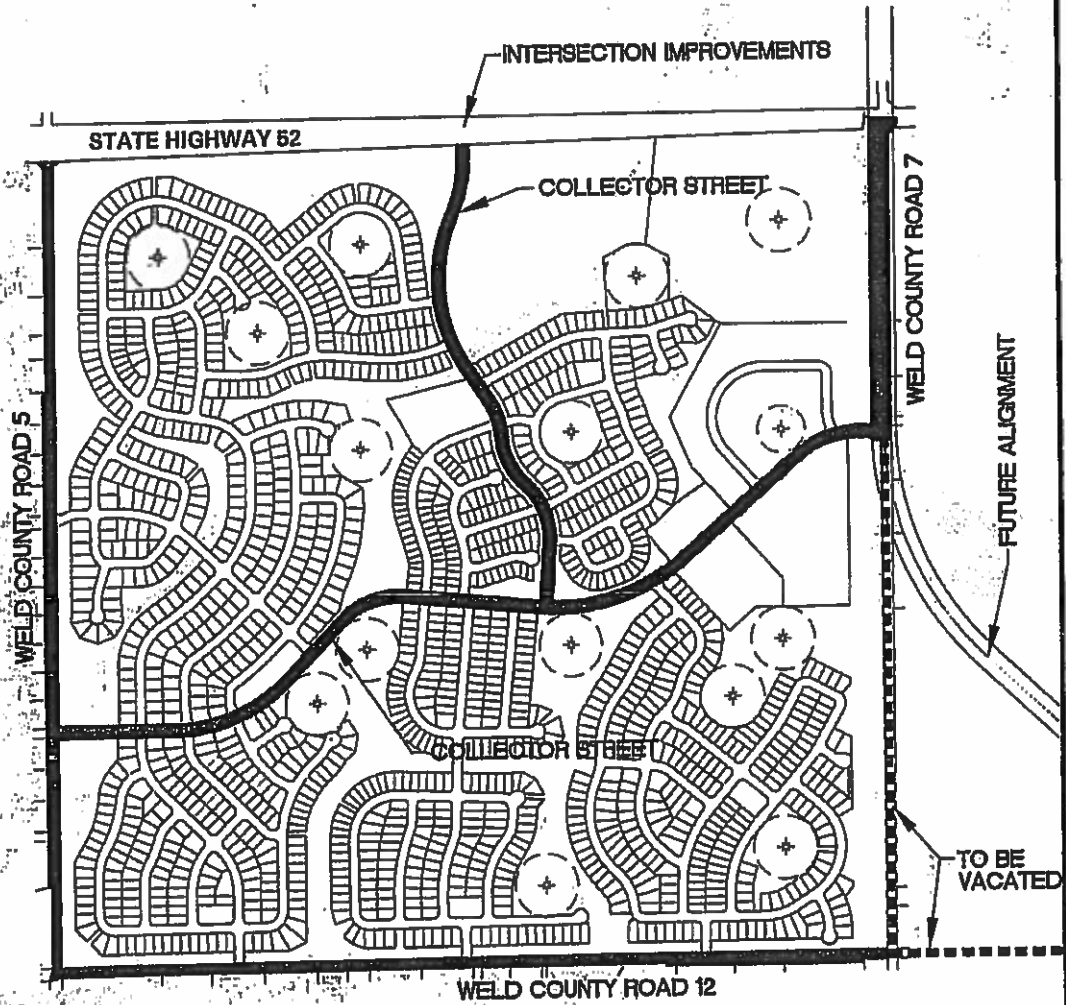 INTERSECTION IMPROVEMENTS
STATE HIGHWAY 52
COLLECTOR STREET
WELD COUNTY ROAD 7
WELD COUNTY ROAD 5
FUTURE ALIGNMENT
COLLECTOR STREET
TO BE
VACATED
WELD COUNTY ROAD 12